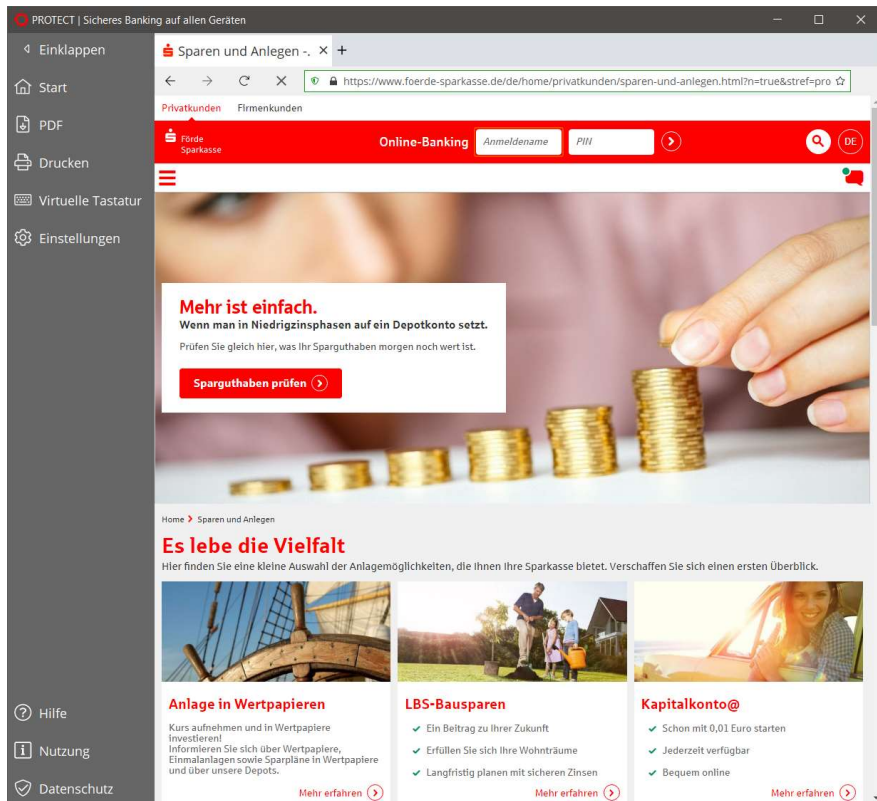 PROTECT | Sicheres Banking auf allen Geräten
Einklappen
Start
PDF
Drucken
Virtuelle Tastatur
Einstellungen
Hilfe
Nutzung
Datenschutz
Sparen und Anlegen -.
https://www.foerde-sparkasse.de/de/home/privatkunden/sparen-und-anlegen.html?n=true&stref=pro
Privatkunden Firmenkunden
Förde
Sparkasse
Online-Banking Anmeldename PIN DE
Mehr ist einfach.
Wenn man in Niedrigzinsphasen auf ein Depotkonto setzt.
Prüfen Sie gleich hier, was Ihr Sparguthaben morgen noch wert ist.
Sparguthaben prüfen
Home Sparen und Anlegen
Es lebe die Vielfalt
Hier finden Sie eine kleine Auswahl der Anlagemöglichkeiten, die Ihnen Ihre Sparkasse bietet. Verschaffen Sie sich einen ersten Überblick.
Anlage in Wertpapieren
Kurs aufnehmen und in Wertpapiere
investieren!
Informieren Sie sich über Wertpapiere,
Einmalanlagen sowie Sparpläne in Wertpapiere
und über unsere Depots.
Mehr erfahren
LBS-Bausparen
Ein Beitrag zu Ihrer Zukunft
Erfüllen Sie sich Ihre Wohnträume
Langfristig planen mit sicheren Zinsen
Mehr erfahren
Kapitalkonto@
Schon mit 0,01 Euro starten
Jederzeit verfügbar
Bequem online
Mehr erfahren